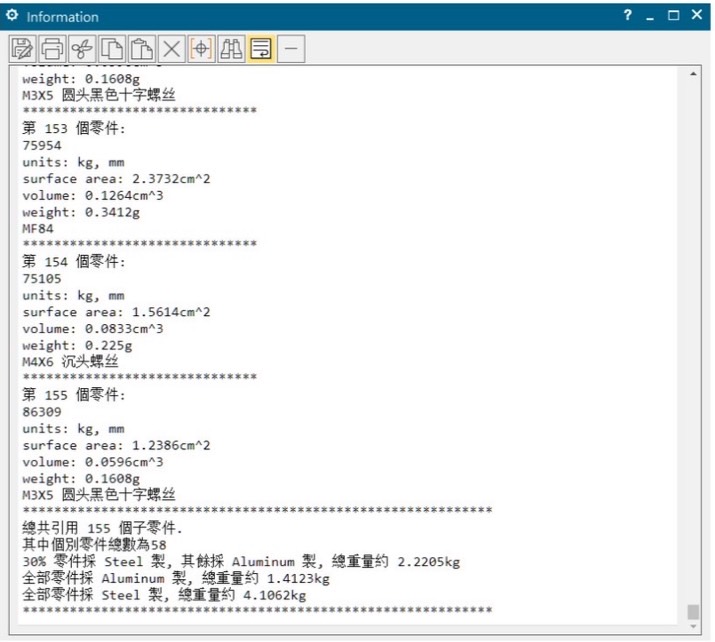 Information
weight: 0.1608g
M3X5 圆头黑色十字螺丝
******************************
第 153 個零件:
75954
units: kg, mm
surface area: 2.3732cm^2
volume: 0.1264cm^3
weight: 0.3412g
MF84
******************************
第 154 個零件:
75105
units: kg, mm
surface area: 1.5614cm^2
volume: 0.0833cm^3
weight: 0.225g
M4X6 沉头螺丝
******************************
第 155 個零件:
86309
units: kg, mm
surface area: 1.2386cm^2
volume: 0.0596cm^3
weight: 0.1608g
M3X5 圆头黑色十字螺丝
************************************************************
總共引用 155 個子零件.
其中個別零件總數為58
30% 零件採 Steel 製, 其餘採 Aluminum 製, 總重量約 2.2205kg
全部零件採 Aluminum 製, 總重量約 1.4123kg
全部零件採 Steel 製, 總重量約 4.1062kg
************************************************************